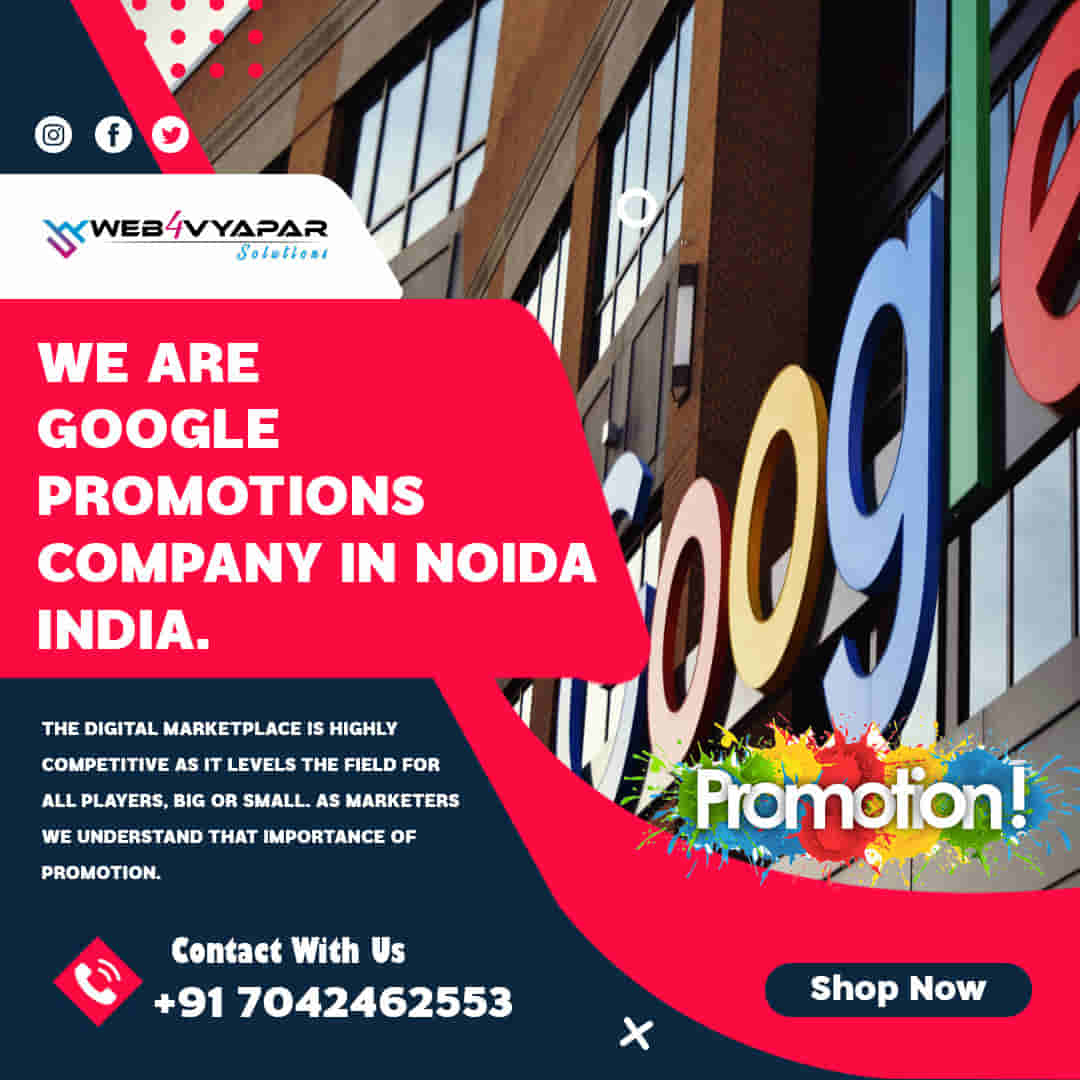 WEB4VYAPAR
Solutions
WE ARE
GOOGLE
PROMOTIONS
COMPANY IN NOIDA
INDIA.
Google
THE DIGITAL MARKETPLACE IS HIGHLY
COMPETITIVE AS IT LEVELS THE FIELD FOR
ALL PLAYERS, BIG OR SMALL. AS MARKETERS
WE UNDERSTAND THAT IMPORTANCE OF
PROMOTION.
Promotion!
Contact With Us
+91 7042462553
Shop Now